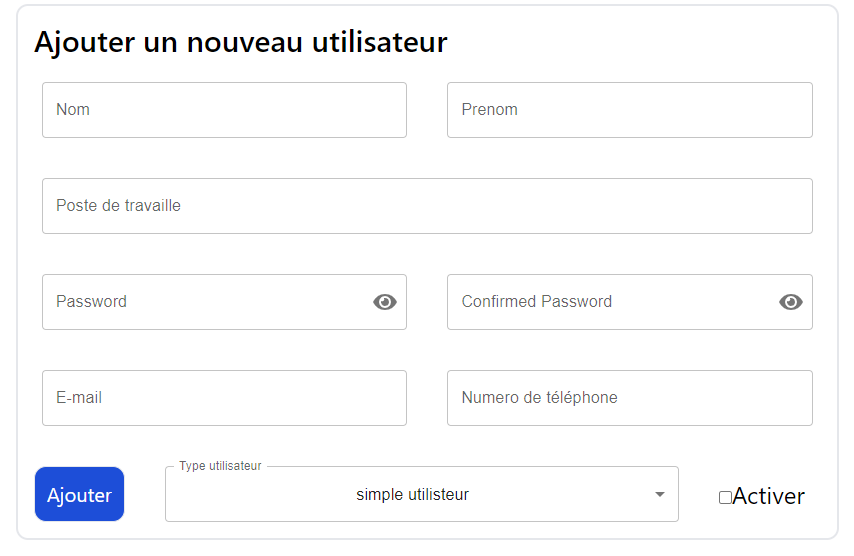 Ajouter un nouveau utilisateur
Nom
Prenom
Poste de travaille
Password
Confirmed Password
E-mail
Numero de téléphone
Type utilisateur
Ajouter
simple utilisteur
Activer